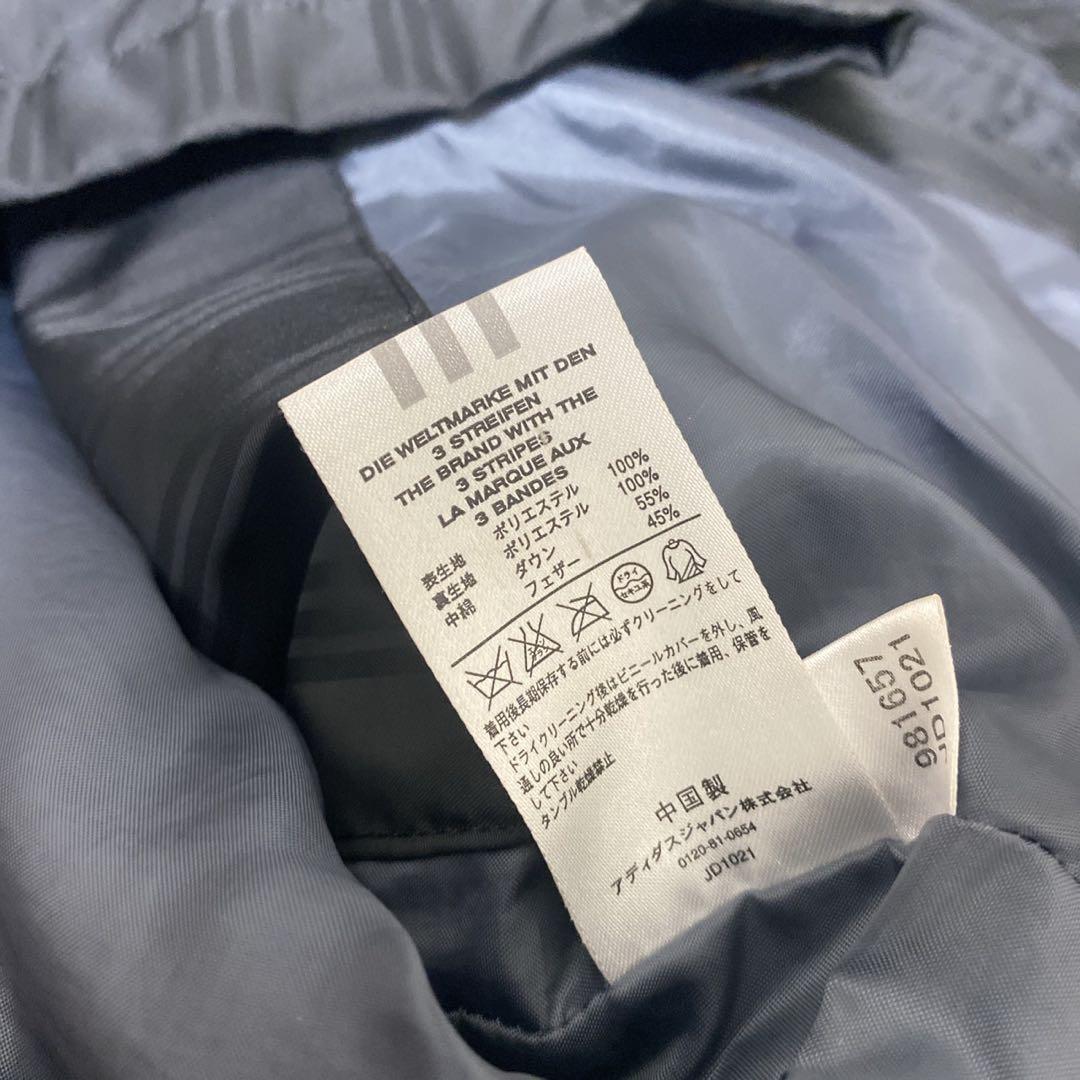 DIE WELTMARKE MIT DEN
3 STREIFEN
THE BRAND WITH THE
3 STRIPES
LA MARQUE AUX
3 BANDES
表生地 ポリエステル 100%
裏生地 ポリエステル 100%
中綿 ダウン 55%
フェザー 45%
ドライ
セキユ系
着用後長期保存する前には必ずクリーニングをして
下さい
ドライクリーニング後はビニールカバーを外し、風
通しの良い所で十分乾燥を行った後に着用、保管を
して下さい
タンブル乾燥禁止
中国製
アディダスジャパン株式会社
0120-81-0654
JD1021
981657
JD1021